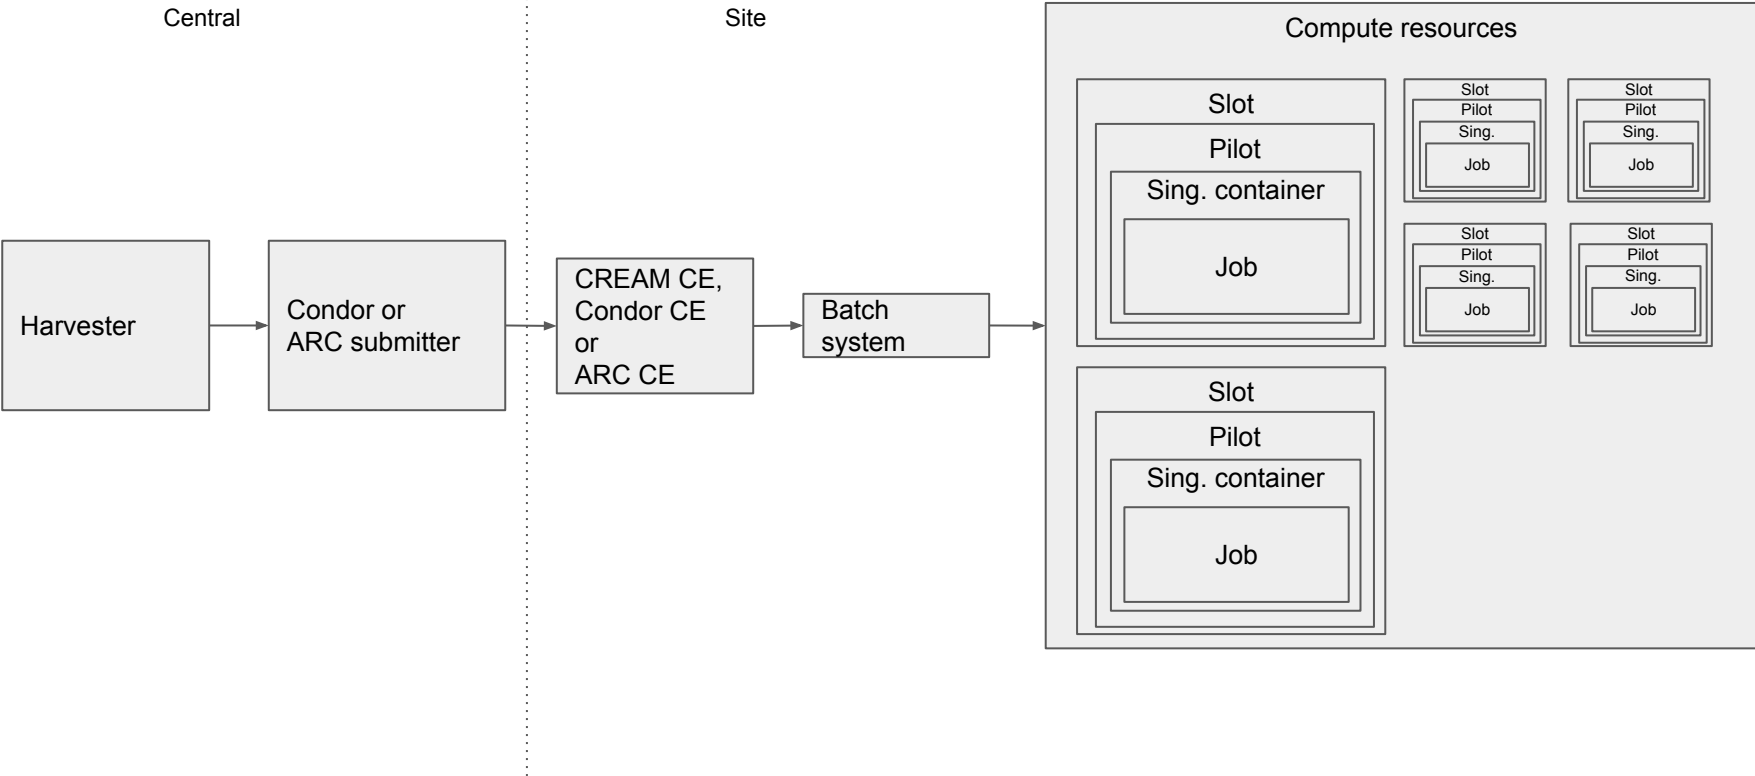 Central
Site
Compute resources
Harvester
Condor or
ARC submitter
CREAM CE,
Condor CE
or
ARC CE
Batch
system
Slot
Pilot
Sing. container
Job
Slot
Pilot
Sing.
Job
Slot
Pilot
Sing.
Job
Slot
Pilot
Sing.
Job
Slot
Pilot
Sing.
Job
Slot
Pilot
Sing. container
Job